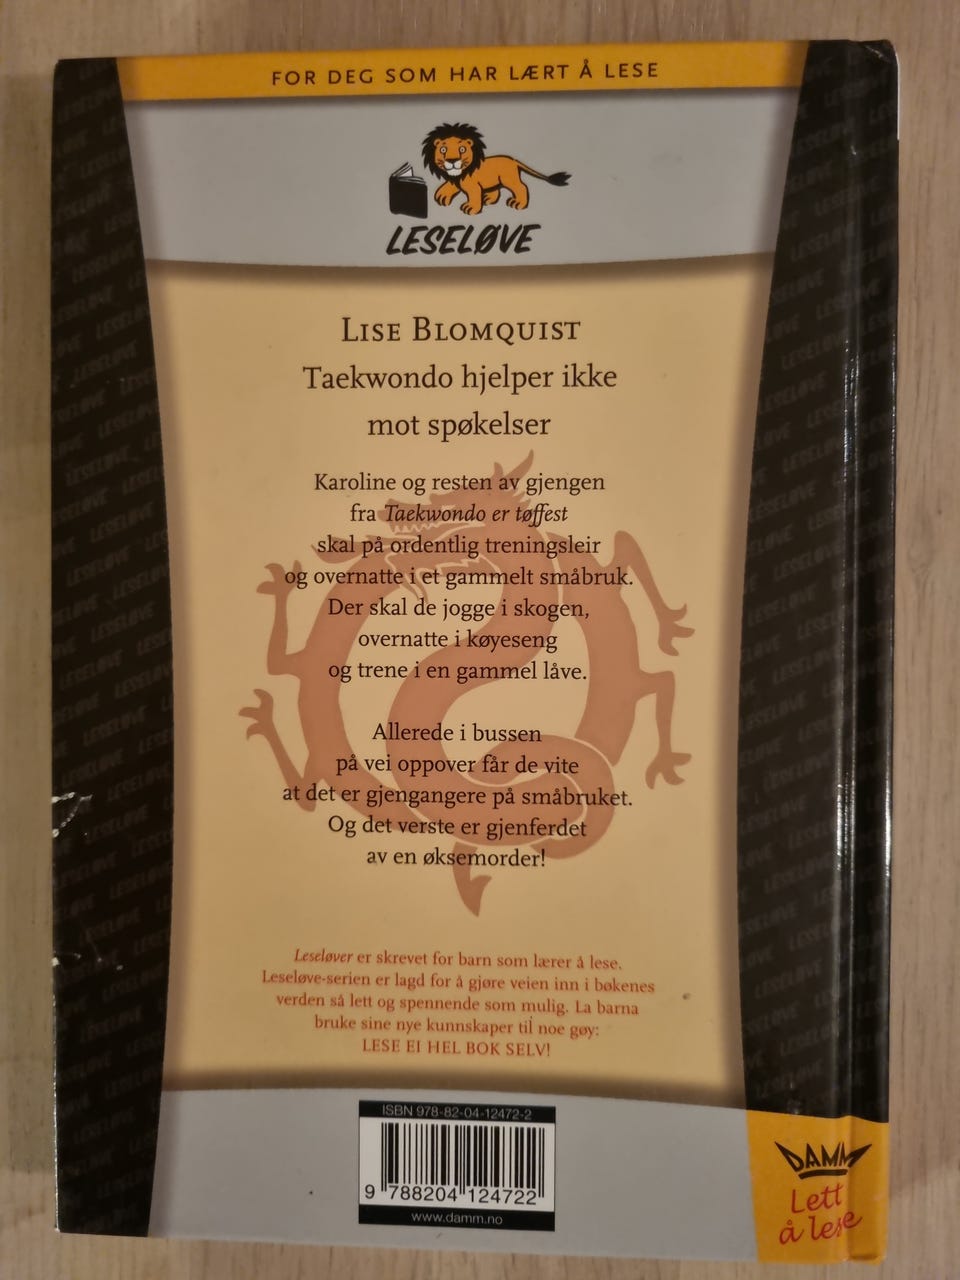 FOR DEG SOM HAR LÆRT Å LESE
LESELØVE
LISE BLOMQUIST
Taekwondo hjelper ikke
mot spøkelser
Karoline og resten av gjengen
fra Taekwondo er tøffest
skal på ordentlig treningsleir
og overnatte i et gammelt småbruk.
Der skal de jogge i skogen,
overnatte i køyeseng
og trene i en gammel låve.
Allerede i bussen
på vei oppover får de vite
at det er gjengangere på småbruket.
Og det verste er gjenferdet
av en øksemorder!
Leseløver er skrevet for barn som lærer å lese.
Leseløve-serien er lagd for å gjøre veien inn i bøkenes
verden så lett og spennende som mulig. La barna
bruke sine nye kunnskaper til noe gøy:
LESE EI HEL BOK SELV!
ISBN 978-82-04-12472-2
9 788204 124722
www.damm.no
DAMM
Lett
å lese